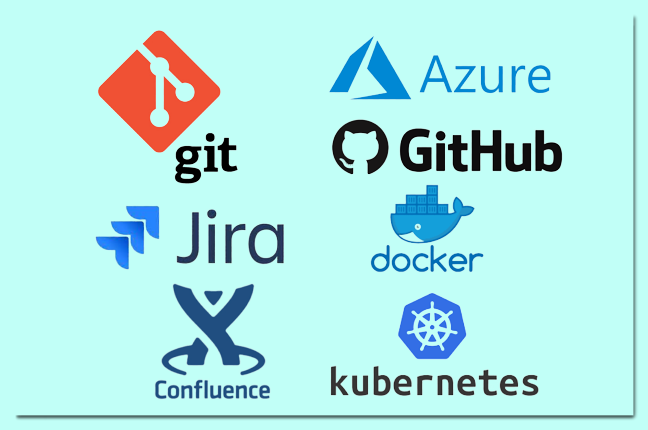 git
Azure
GitHub
Jira
docker
Confluence
kubernetes